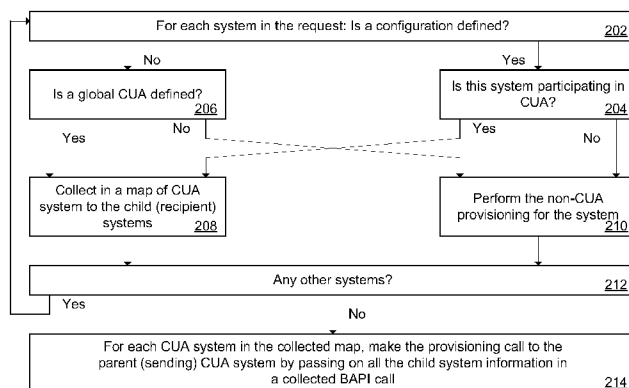 For each system in the request: Is a configuration defined?
202
No
Yes
Is a global CUA defined?
206
Is this system participating in
CUA?
204
Yes
No
Yes
No
Collect in a map of CUA
system to the child (recipient)
systems
208
Perform the non-CUA
provisioning for the system
210
Any other systems?
212
Yes
No
For each CUA system in the collected map, make the provisioning call to the
parent (sending) CUA system by passing on all the child system information in
a collected BAPI call
214